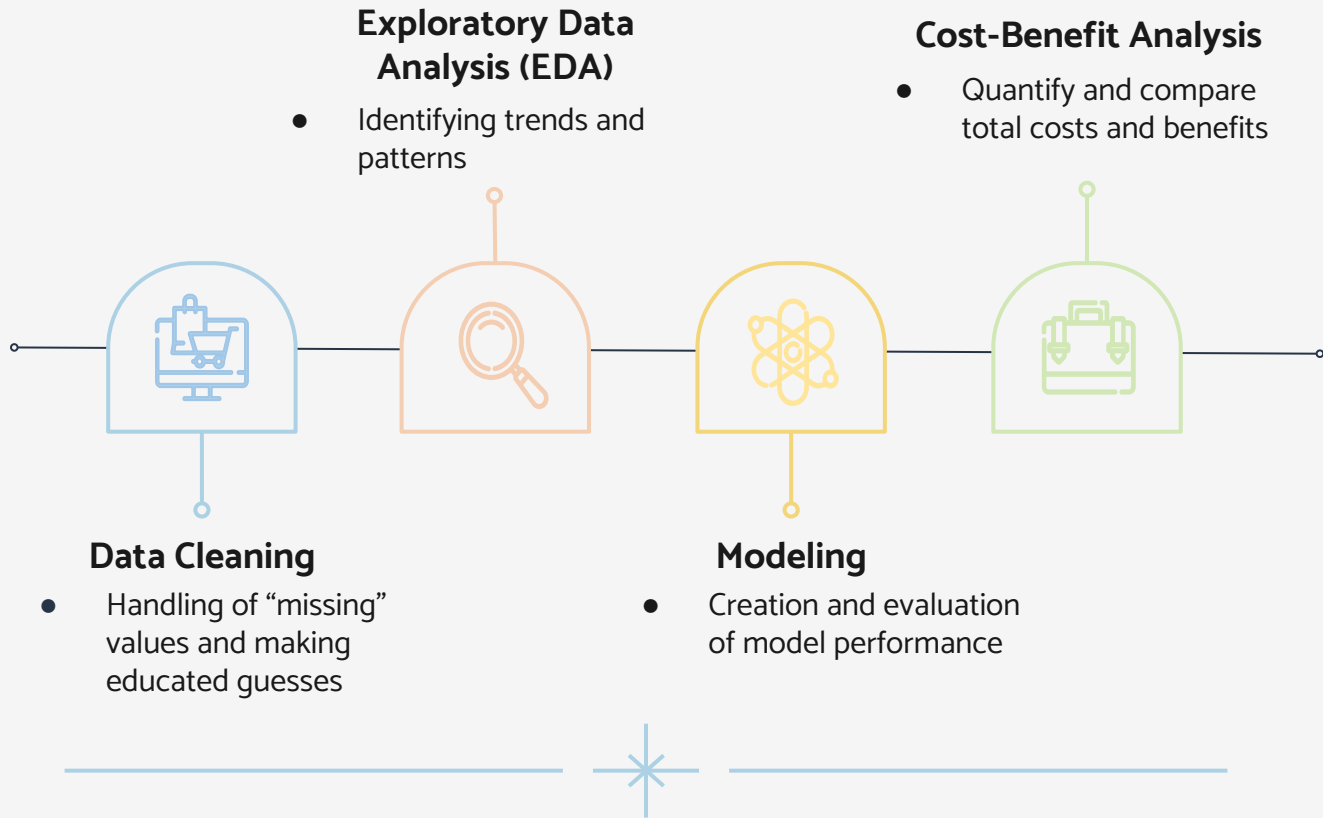 Exploratory Data
Analysis (EDA)
● Identifying trends and
patterns
Cost-Benefit Analysis
● Quantify and compare
total costs and benefits
Data Cleaning
● Handling of “missing”
values and making
educated guesses
Modeling
● Creation and evaluation
of model performance